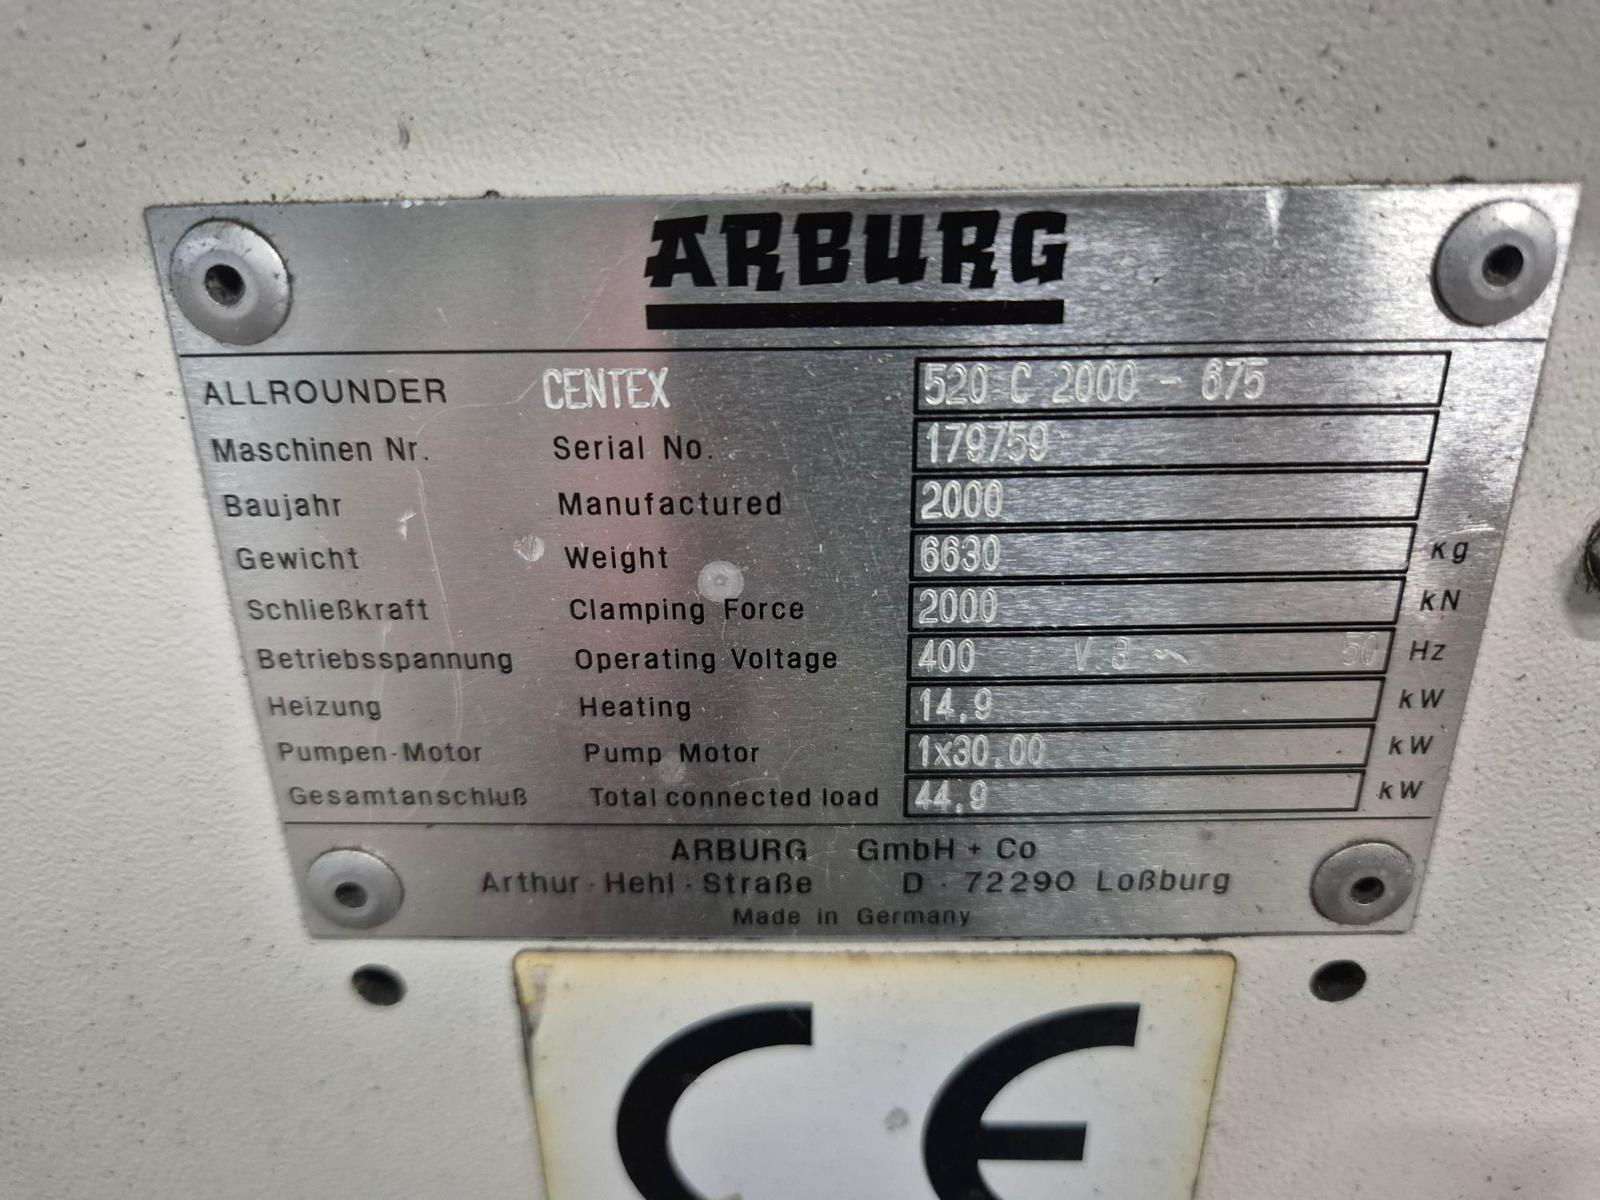 ARBURG
ALLROUNDER CENTEX 520 C 2000 - 675
Maschinen Nr. Serial No. 179759
Baujahr Manufactured 2000
Gewicht Weight 6630 kg
Schließkraft Clamping Force 2000 kN
Betriebsspannung Operating Voltage 400 V 3 ~ 50 Hz
Heizung Heating 14,9 kW
Pumpen-Motor Pump Motor 1x30,00 kW
Gesamtanschluß Total connected load 44,9 kW
ARBURG GmbH + Co
Arthur-Hehl-Straße D - 72290 Loßburg
Made in Germany
CE